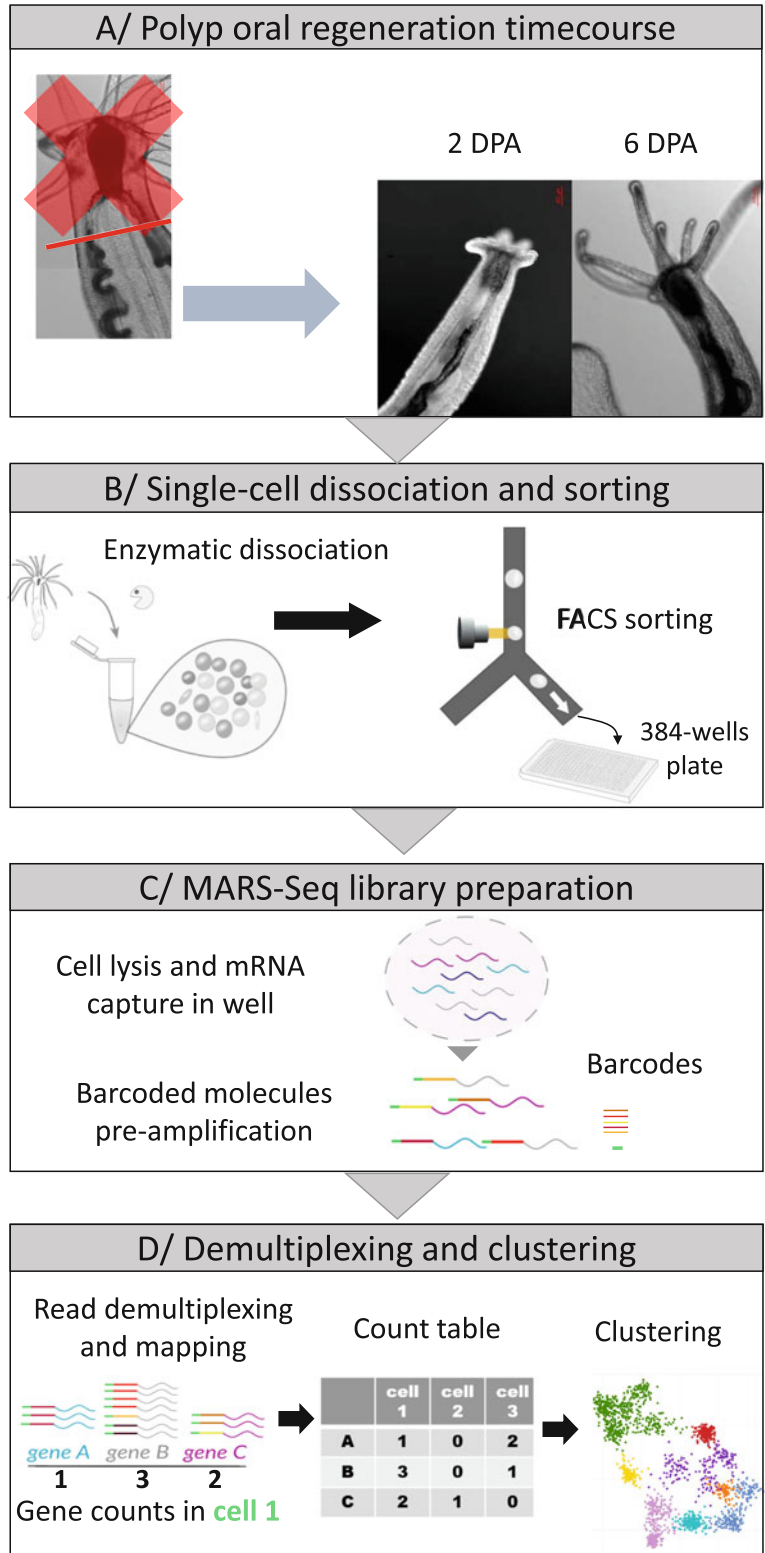 A/ Polyp oral regeneration timecourse
2 DPA
6 DPA
B/ Single-cell dissociation and sorting
Enzymatic dissociation
FACS sorting
384-wells
plate
C/ MARS-Seq library preparation
Cell lysis and mRNA
capture in well
Barcodes
Barcoded molecules
pre-amplification
D/ Demultiplexing and clustering
Read demultiplexing
and mapping
Count table
Clustering
gene A gene B gene C
1 3 2
Gene counts in cell 1
cell 1 cell 2 cell 3
A 1 0 2
B 3 0 1
C 2 1 0